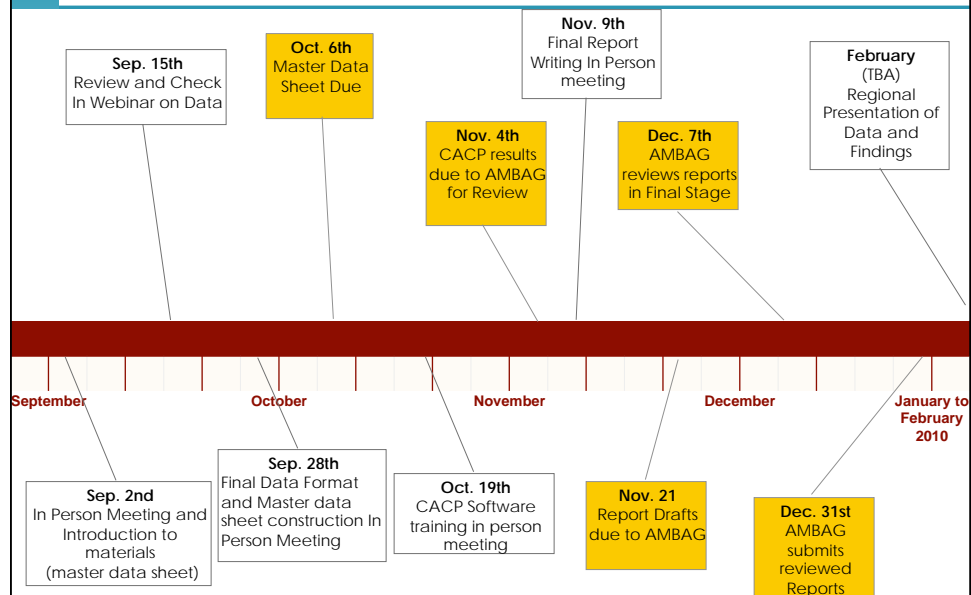 Sep. 15th
Review and Check
In Webinar on Data
Oct. 6th
Master Data
Sheet Due
Nov. 4th
CACP results
due to AMBAG
for Review
Nov. 9th
Final Report
Writing In Person
meeting
Dec. 7th
AMBAG
reviews reports
in Final Stage
February
(TBA)
Regional
Presentation of
Data and
Findings
September
October
November
December
January to
February
2010
Sep. 2nd
In Person Meeting and
Introduction to
materials
(master data sheet)
Sep. 28th
Final Data Format
and Master data
sheet construction In
Person Meeting
Oct. 19th
CACP Software
training in person
meeting
Nov. 21
Report Drafts
due to AMBAG
Dec. 31st
AMBAG
submits
reviewed
Reports